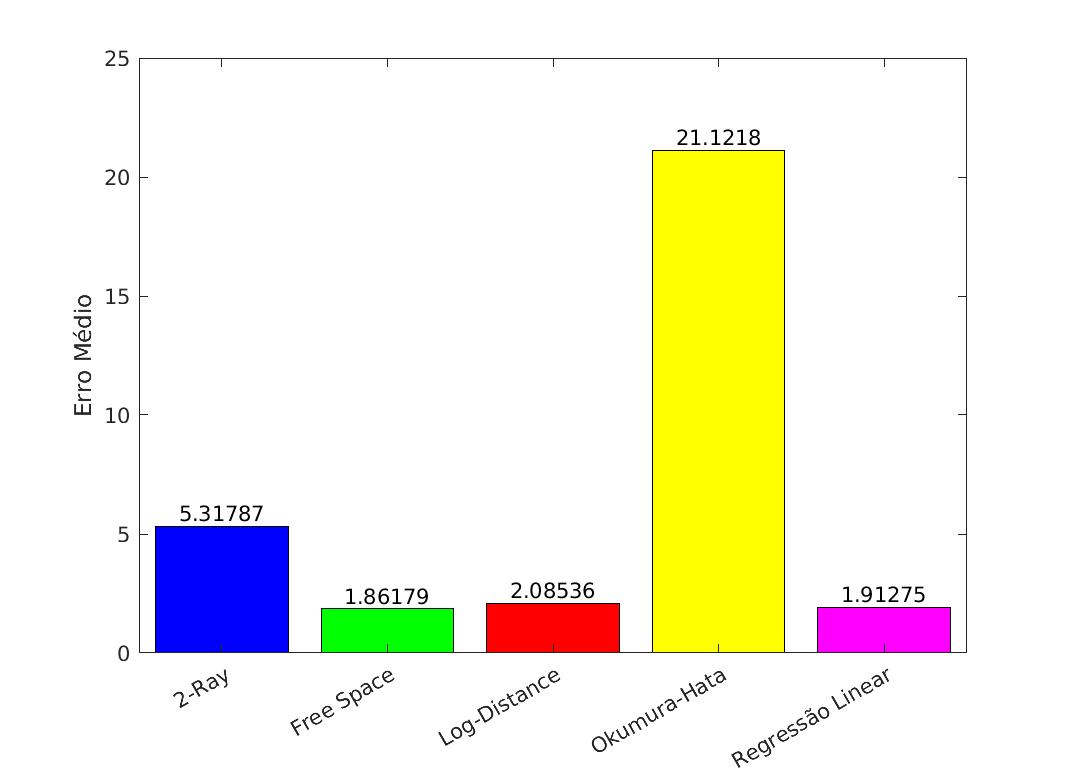 25
20
15
10
5
0
Erro Médio
5.31787
1.86179
2.08536
21.1218
1.91275
2-Ray
Free Space
Log-Distance
Okumura-Hata
Regressão Linear